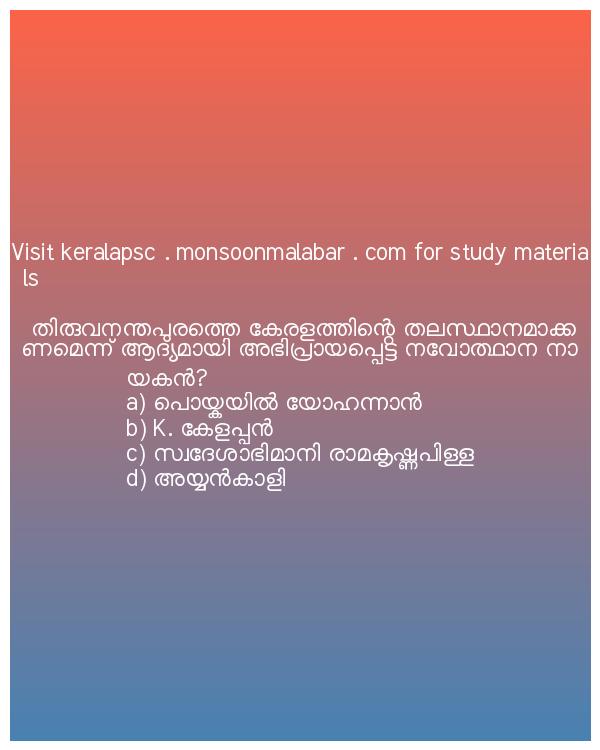 Visit keralapsc . monsoonmalabar . com for study materia
ls
തിരുവനന്തപുരത്തെ കേരളത്തിന്റെ തലസ്ഥാനമാക്ക
ണമെന്ന് ആദ്യമായി അഭിപ്രായപ്പെട്ട നവോത്ഥാന നാ
യകൻ?
a) പൊയ്കയിൽ യോഹന്നാൻ
b) K. കേളപ്പൻ
c) സ്വദേശാഭിമാനി രാമകൃഷ്ണപിള്ള
d) അയ്യൻകാളി